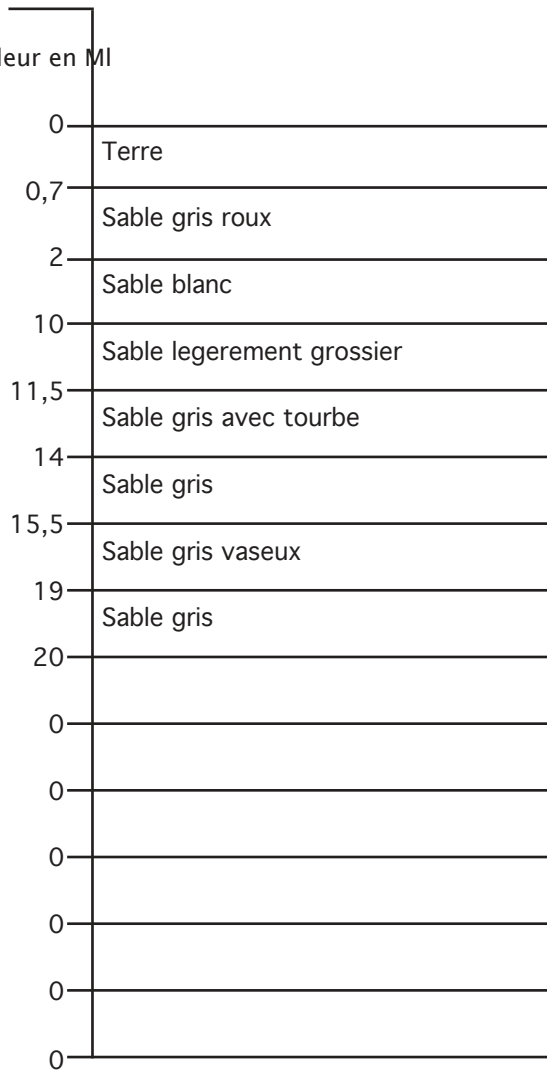 en Ml
0
Terre
0,7
Sable gris roux
2
Sable blanc
10
Sable legerement grossier
11,5
Sable gris avec tourbe
14
Sable gris
15,5
Sable gris vaseux
19
Sable gris
20
0
0
0
0
0
0